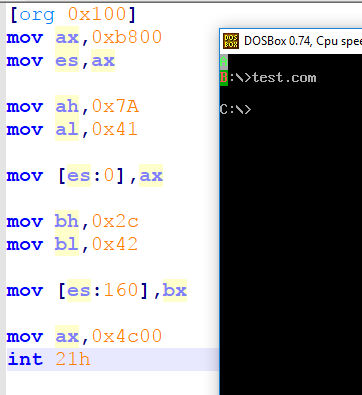 [org 0x100]
mov ax,0xb800
mov es,ax
mov ah,0x7A
mov al,0x41
mov [es:0],ax
mov bh,0x2c
mov bl,0x42
mov [es:160],bx
mov ax,0x4c00
int 21h
DOSBox 0.74, Cpu spee
A
B:\>test.com
C:\>